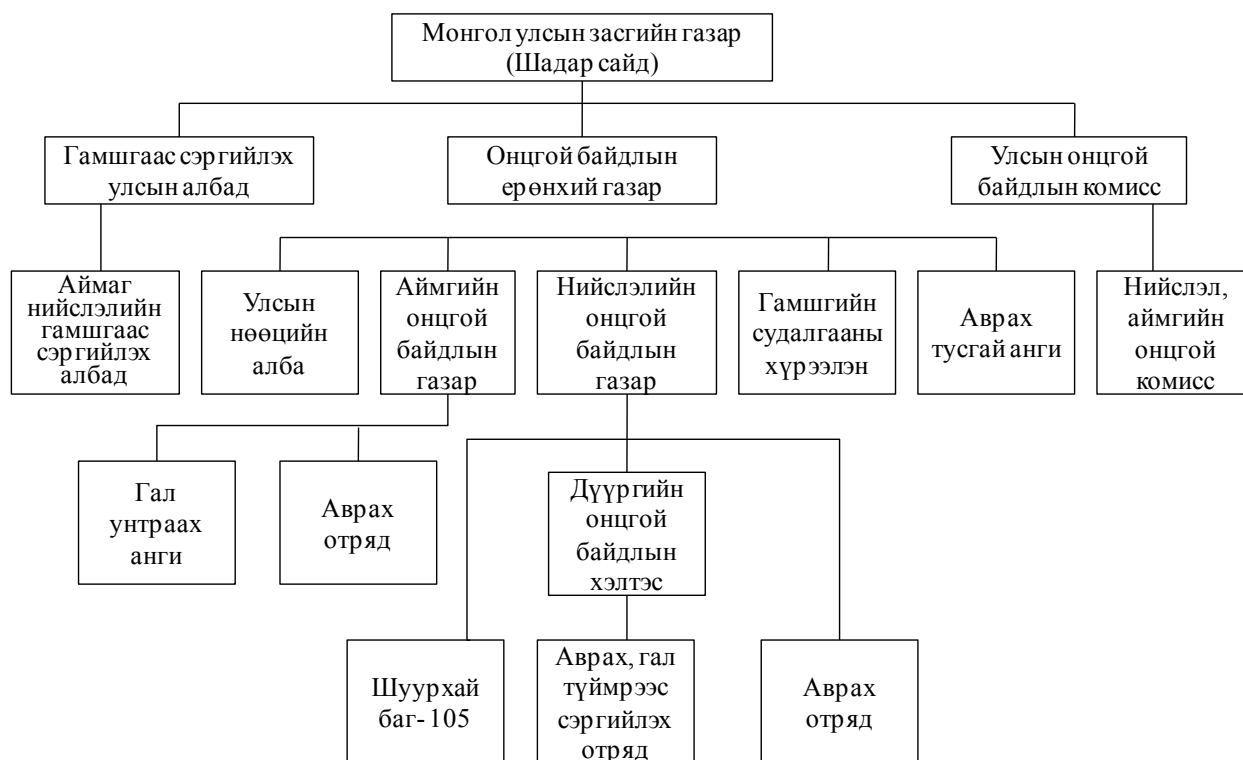 Монгол улсын засгийн газар
(Шадар сайд)
Гамшгаас сэргийлэх
улсын албад
Онцгой байдлын
ерөнхий газар
Улсын онцгой
байдлын комисс
Аймаг
нийслэлийн
гамшгаас
сэргийлэх
албад
Улсын
нөөцийн
алба
Аймгийн
онцгой
байдлын
газар
Нийслэлийн
онцгой
байдлын
газар
Гамшгийн
судалгааны
хүрээлэн
Аврах
тусгай анги
Нийслэл,
аймгийн
онцгой
комисс
Гал
унтраах
анги
Аврах
отряд
Дүүргийн
онцгой
байдлын
хэлтэс
Шуурхай
баг- 105
Аврах, гал
түймрээс
сэргийлэх
отряд
Аврах
отряд